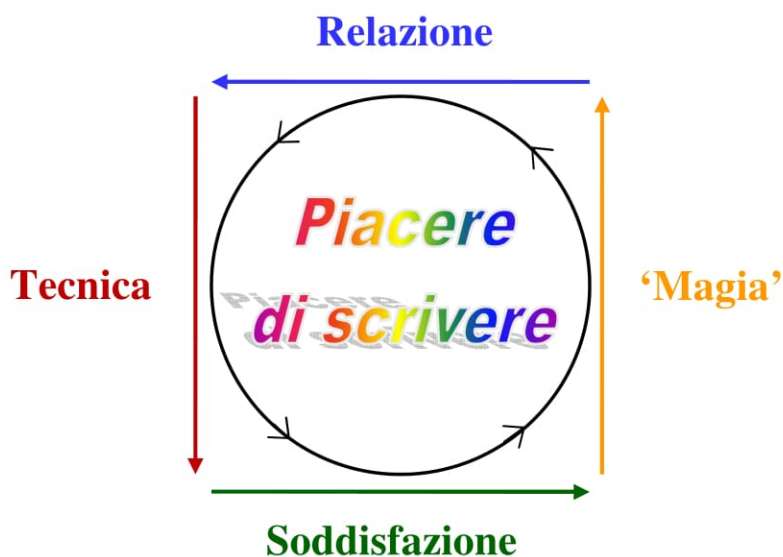 Relazione
Piacere
Tecnica
‘Magia’
di scrivere
Soddisfazione